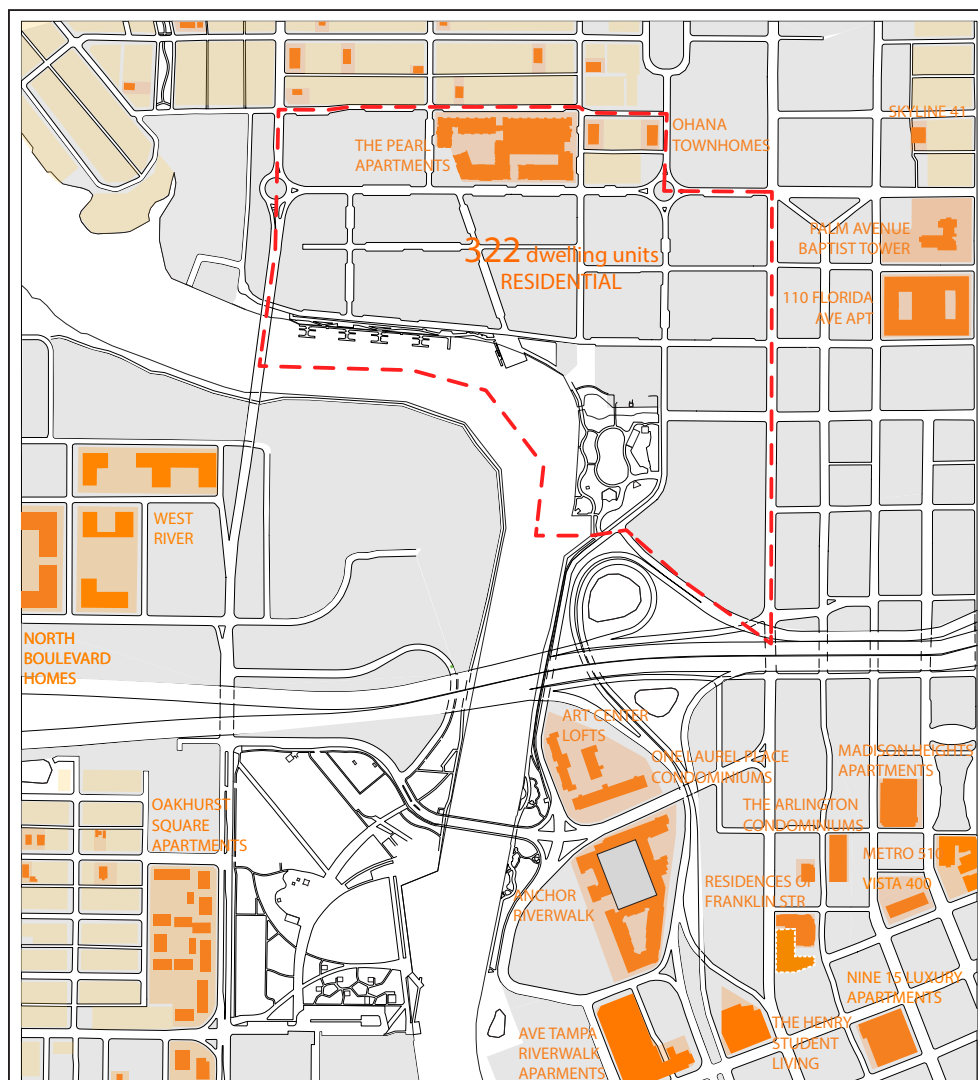 SKYLINE 41
OHANA
TOWNHOMES
THE PEARL
APARTMENTS
PALM AVENUE
BAPTIST TOWER
322 dwelling units
RESIDENTIAL
110 FLORIDA
AVE APT
WEST
RIVER
NORTH
BOULEVARD
HOMES
ART CENTER
LOFTS
ONE LAUREL PLACE
CONDOMINIUMS
MADISON HEIGHTS
APARTMENTS
OAKHURST
SQUARE
APARTMENTS
THE ARLINGTON
CONDOMINIUMS
METRO 510
VISTA 400
RESIDENCES OF
FRANKLIN STR
ANCHOR
RIVERWALK
NINE 15 LUXURY
APARTMENTS
THE HENRY
STUDENT
LIVING
AVE TAMPA
RIVERWALK
APARMENTS